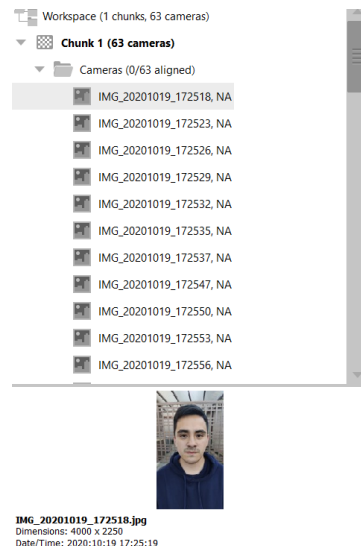 Workspace (1 chunks, 63 cameras)
Chunk 1 (63 cameras)
Cameras (0/63 aligned)
IMG_20201019_172518, NA
IMG_20201019_172523, NA
IMG_20201019_172526, NA
IMG_20201019_172529, NA
IMG_20201019_172532, NA
IMG_20201019_172535, NA
IMG_20201019_172537, NA
IMG_20201019_172547, NA
IMG_20201019_172550, NA
IMG_20201019_172553, NA
IMG_20201019_172556, NA
IMG_20201019_172518.jpg
Dimensions: 4000 x 2250
Date/Time: 2020:10:19 17:25:19